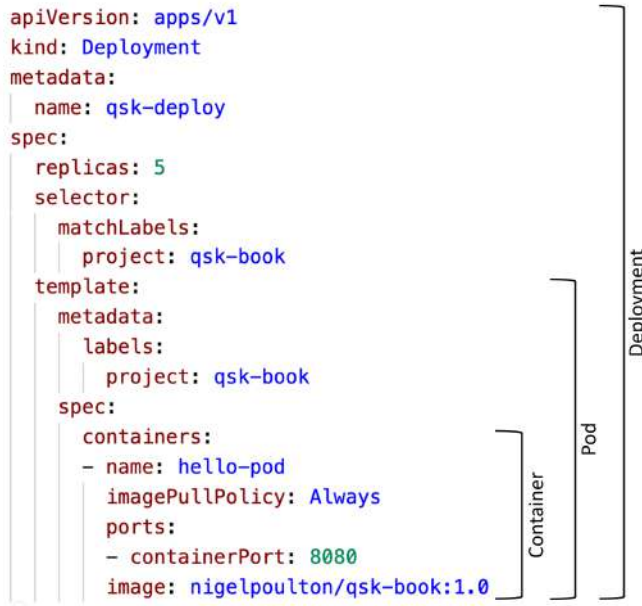 apiVersion: apps/v1
kind: Deployment
metadata:
  name: qsk-deploy
spec:
  replicas: 5
  selector:
    matchLabels:
      project: qsk-book
  template:
    metadata:
      labels:
        project: qsk-book
    spec:
      containers:
      - name: hello-pod
        imagePullPolicy: Always
        ports:
        - containerPort: 8080
        image: nigelpoulton/qsk-book:1.0
Container
Pod
Deployment